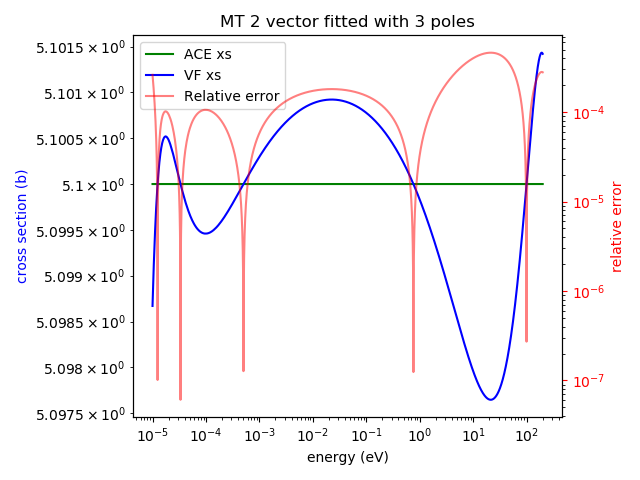 MT 2 vector fitted with 3 poles
ACE xs
VF xs
Relative error
cross section (b)
5.1015 × 10⁰
5.101 × 10⁰
5.1005 × 10⁰
5.1 × 10⁰
5.0995 × 10⁰
5.099 × 10⁰
5.0985 × 10⁰
5.098 × 10⁰
5.0975 × 10⁰
10⁻⁴
10⁻⁵
10⁻⁶
10⁻⁷
relative error
10⁻⁵ 10⁻⁴ 10⁻³ 10⁻² 10⁻¹ 10⁰ 10¹ 10²
energy (eV)